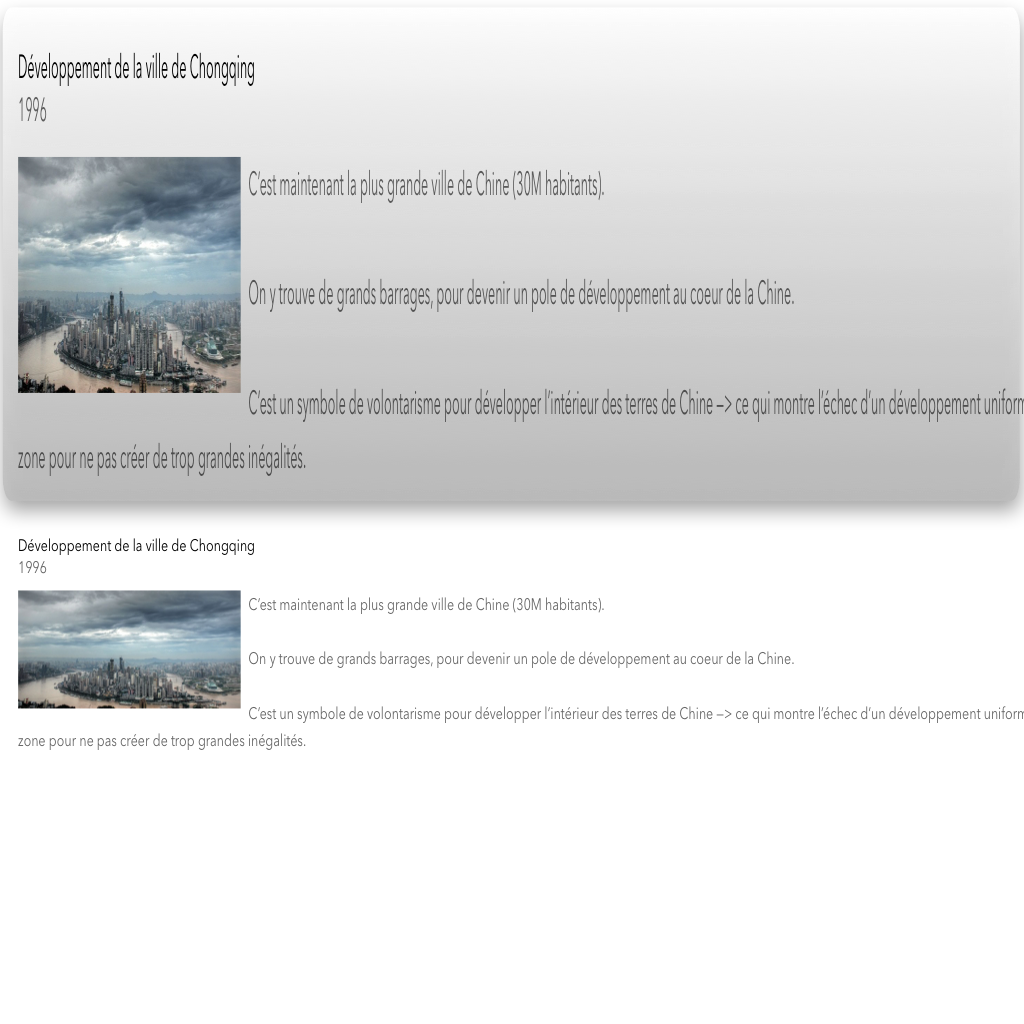 Développement de la ville de Chongqing
1996
C'est maintenant la plus grande ville de Chine (30M habitants).
On y trouve de grands barrages, pour devenir un pole de développement au coeur de la Chine.
C'est un symbole de volontarisme pour développer l'intérieur des terres de Chine —> ce qui montre l'échec d'un développement
zone pour ne pas créer de trop grandes inégalités.
Développement de la ville de Chongqing
1996
C'est maintenant la plus grande ville de Chine (30M habitants).
On y trouve de grands barrages, pour devenir un pole de développement au coeur de la Chine.
C'est un symbole de volontarisme pour développer l'intérieur des terres de Chine —> ce qui montre l'échec d'un développement
zone pour ne pas créer de trop grandes inégalités.